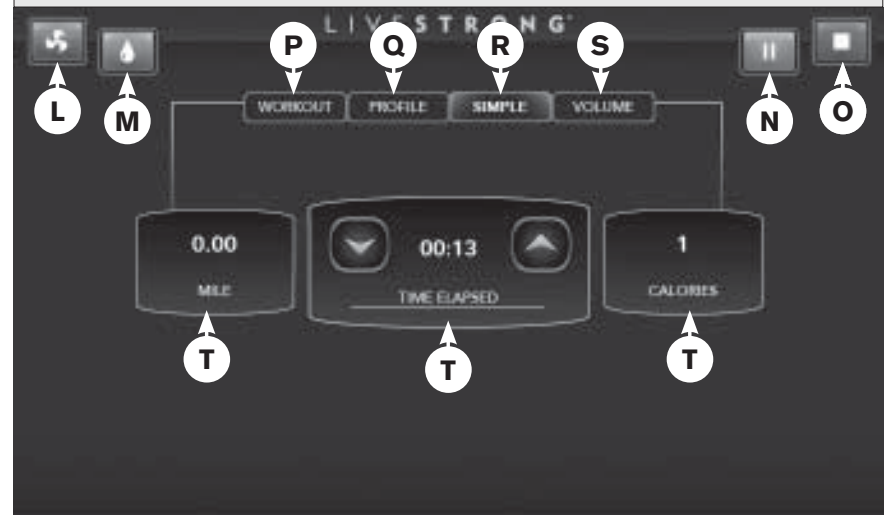 LIVESTRONG
P Q R S
L M N O
WORKOUT PROFILE SIMPLE VOLUME
0.00 00:13 1
MILE TIME ELAPSED CALORIES
T T T